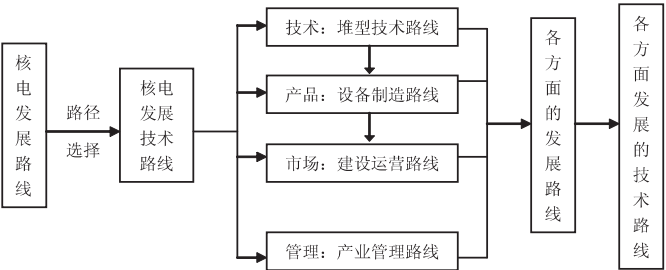 核电发展路线
路径
选择
核电
发展
技术
路线
技术：堆型技术路线
产品：设备制造路线
市场：建设运营路线
管理：产业管理路线
各方面的发展路线
各方面发展的技术路线